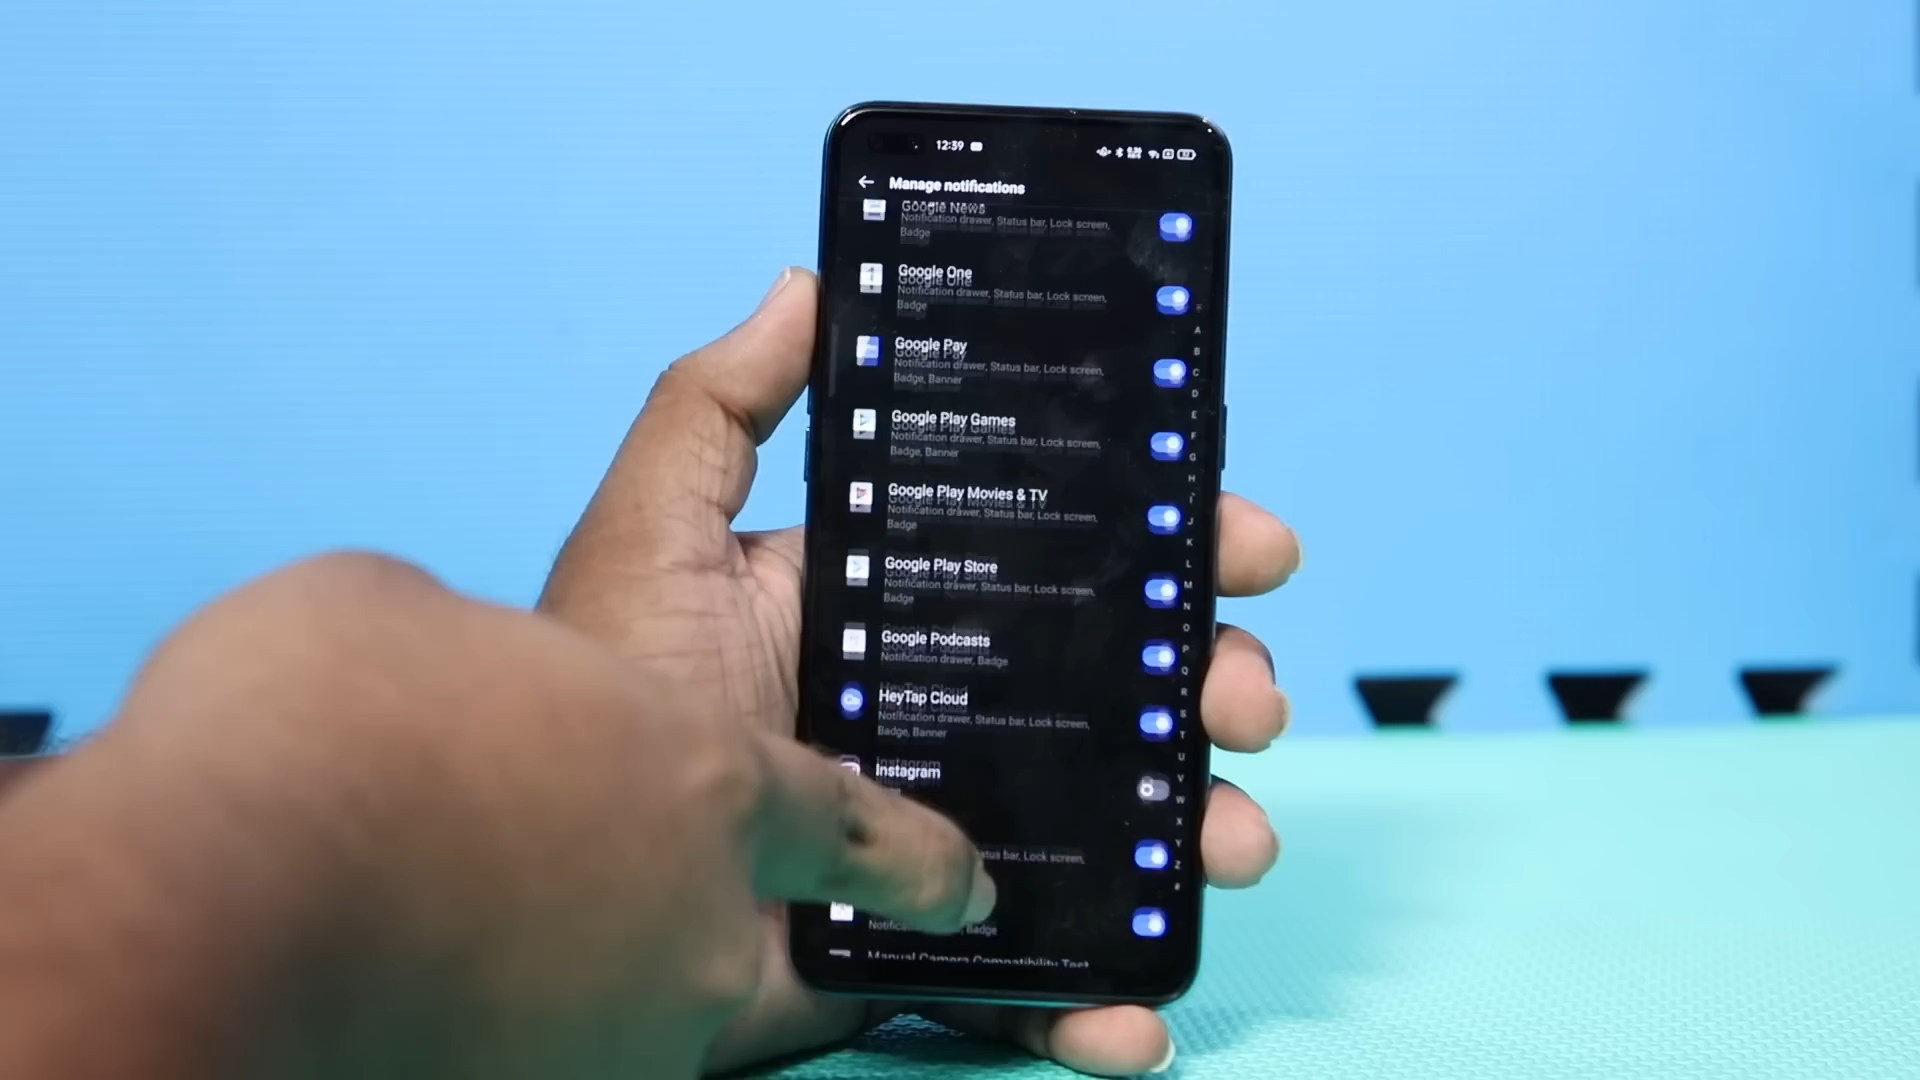 12:39
Manage notifications
Google News
Notification drawer, Status bar, Lock screen,
Badge
Google One
Notification drawer, Status bar, Lock screen,
Badge
Google Pay
Notification drawer, Status bar, Lock screen,
Badge, Banner
Google Play Games
Notification drawer, Status bar, Lock screen,
Badge, Banner
Google Play Movies & TV
Notification drawer, Status bar, Lock screen,
Badge
Google Play Store
Notification drawer, Status bar, Lock screen,
Badge
Google Podcasts
Notification drawer, Badge
HeyTap Cloud
Notification drawer, Status bar, Lock screen,
Badge, Banner
Instagram
bar, Lock screen,
Badge
Manual Camera Compatibility Test
A
B
C
D
E
F
G
H
I
J
K
L
M
N
O
P
Q
R
S
T
U
V
W
X
Y
Z
#